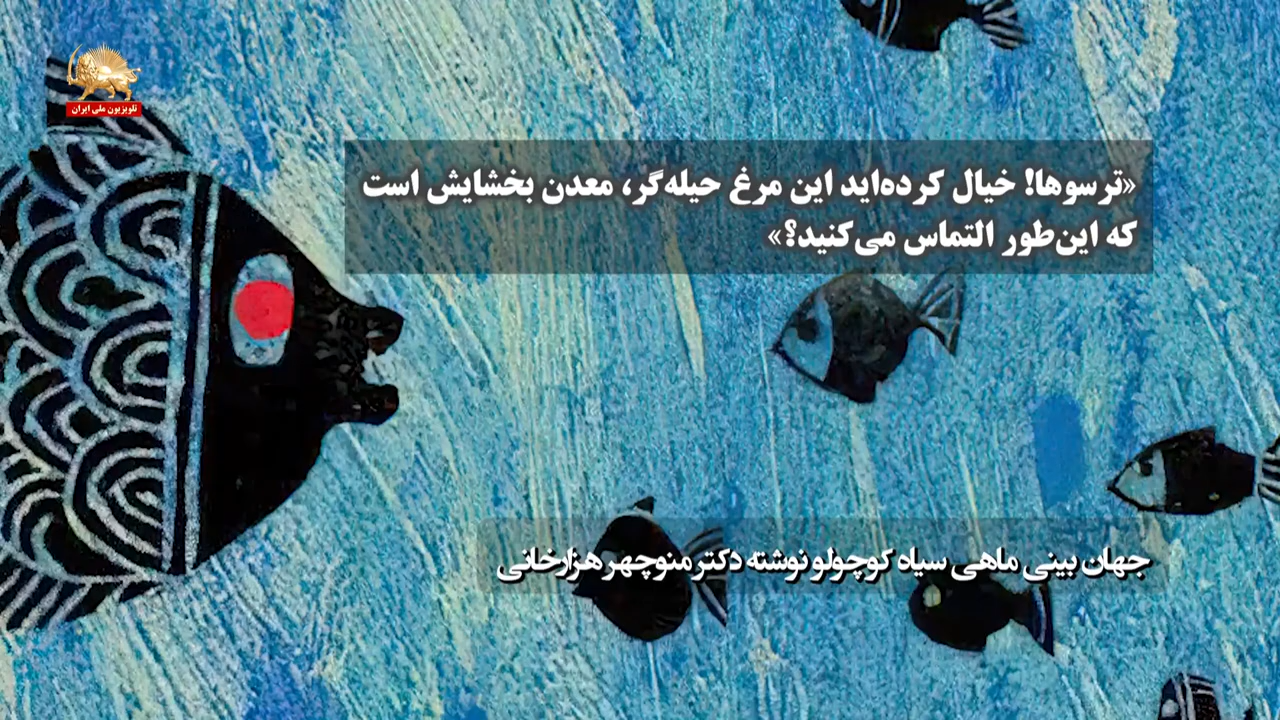 تلویزیون ملی ایران
«ترسوها! خیال کرده‌اید این مرغ حیله‌گر، معدن بخشایش است
که این‌طور التماس می‌کنید؟»
جهان بینی ماهی سیاه کوچولو نوشته دکتر منوچهر هزارخانی